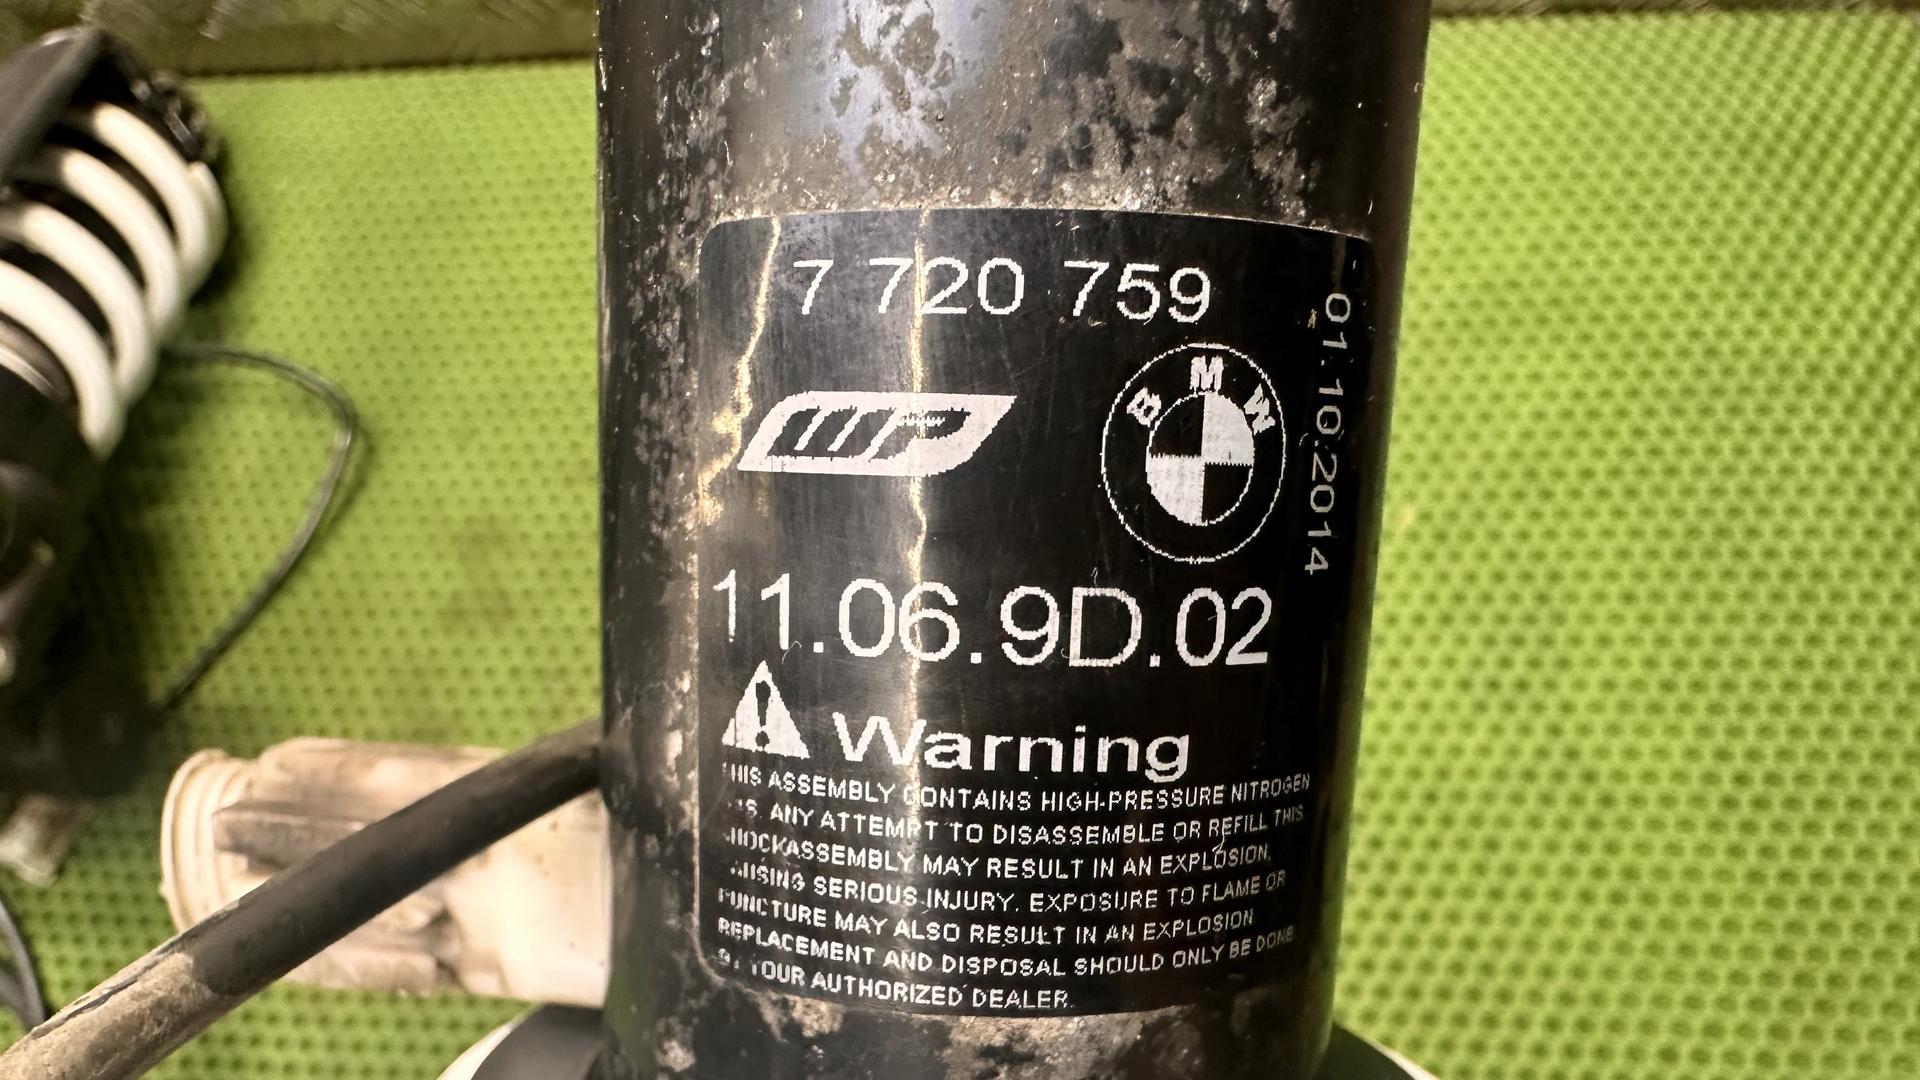 7 720 759
WP
BMW
01.10.2014
11.06.9D.02
Warning
ASSEMBLY CONTAINS HIGH-PRESSURE NITROGEN
ANY ATTEMPT TO DISASSEMBLE OR REFILL THIS
MAY RESULT IN AN EXPLOSION,
SERIOUS INJURY. EXPOSURE TO FLAME OR
PUNCTURE MAY ALSO RESULT IN AN EXPLOSION
REPLACEMENT AND DISPOSAL SHOULD ONLY BE DONE
YOUR AUTHORIZED DEALER.